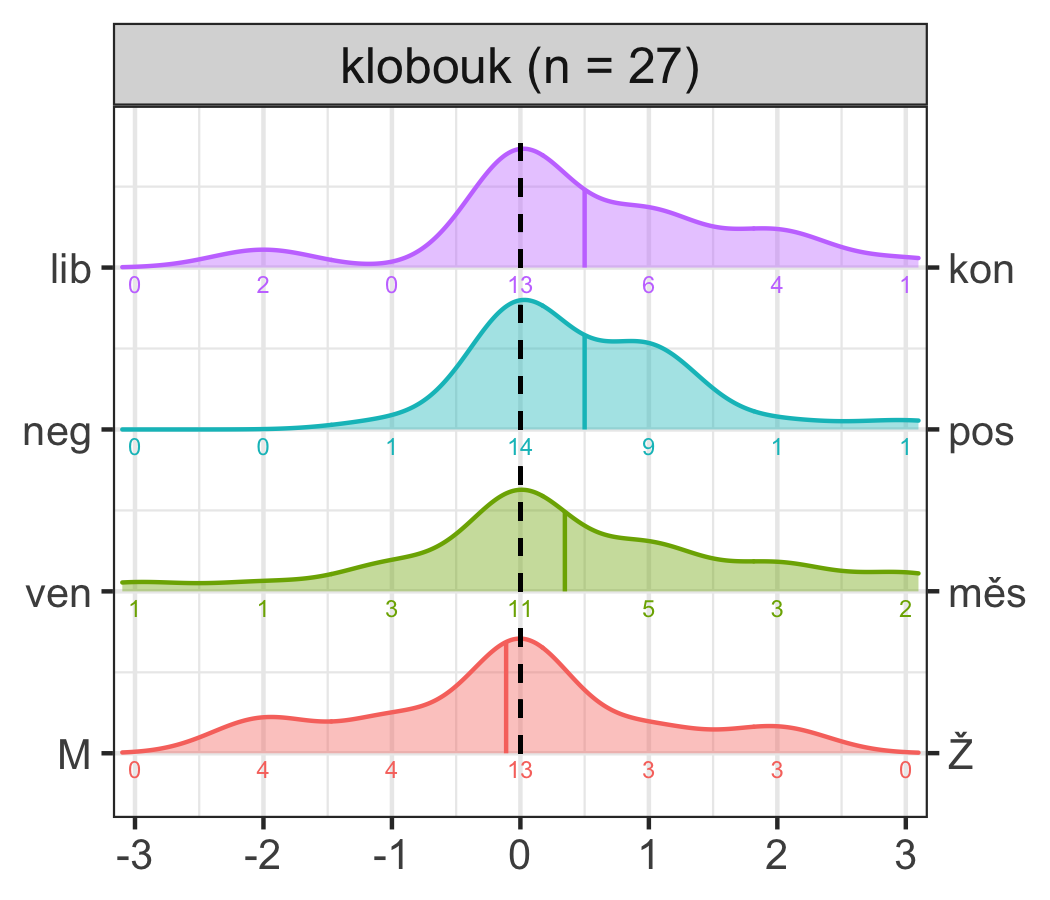 klobouk (n = 27)
lib kon
0 2 0 13 6 4 1
neg pos
0 0 1 14 9 1 1
ven měs
1 1 3 11 5 3 2
M Ž
0 4 4 13 3 3 0
-3 -2 -1 0 1 2 3